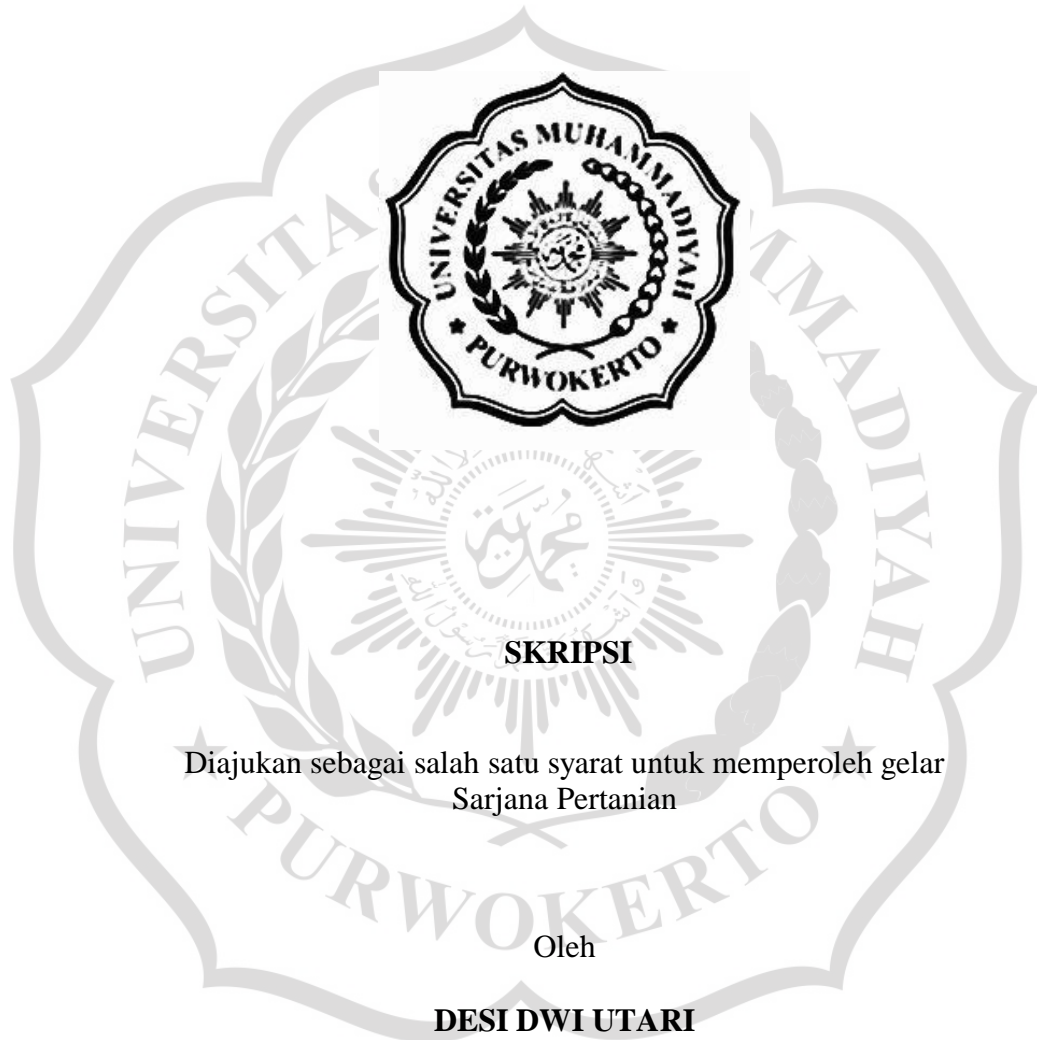 UNIVERSITAS MUHAMMADIYAH
PURWOKERTO
SKRIPSI
Diajukan sebagai salah satu syarat untuk memperoleh gelar
Sarjana Pertanian
Oleh
DESI DWI UTARI